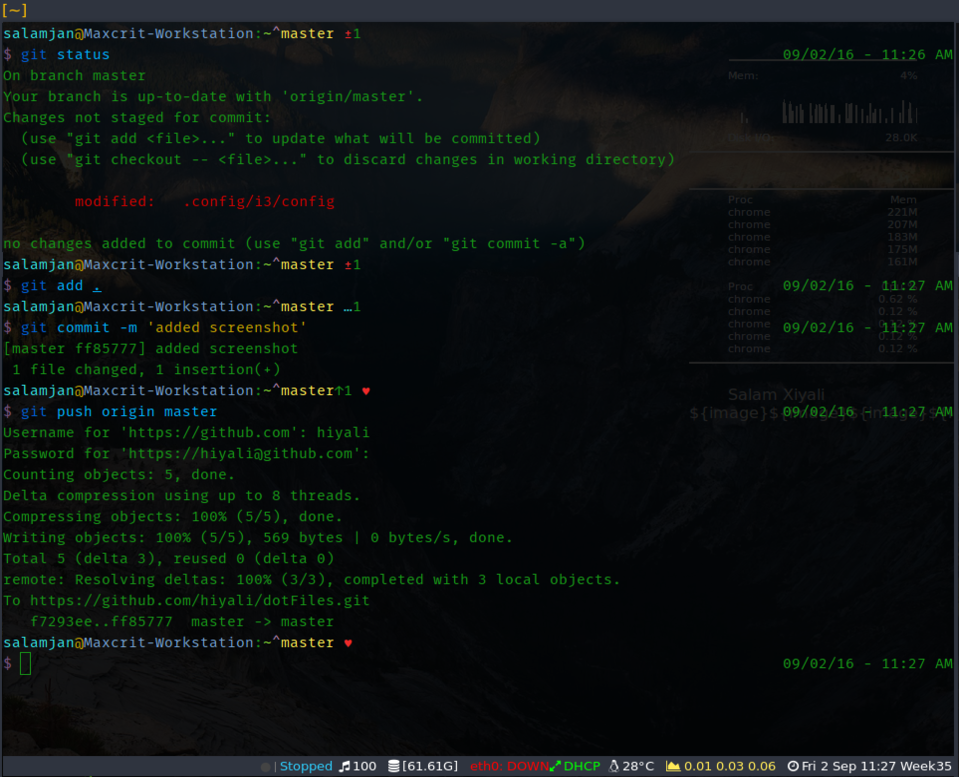 [~]
salamjan@Maxcrit-Workstation:~^master ±1
$ git status 09/02/16 - 11:26 AM
On branch master
Mem: 4%
Your branch is up-to-date with 'origin/master'.
Changes not staged for commit:
(use "git add <file>..." to update what will be committed)
28.0K
(use "git checkout -- <file>..." to discard changes in working directory)
modified: .config/i3/config
Proc Mem
chrome 221M
chrome 207M
chrome 183M
chrome 175M
chrome 161M
no changes added to commit (use "git add" and/or "git commit -a")
salamjan@Maxcrit-Workstation:~^master ±1
$ git add . 09/02/16 - 11:27 AM
Proc
chrome 0.62 %
chrome 0.12 %
chrome
chrome 0.12 %
chrome 0.12 %
salamjan@Maxcrit-Workstation:~^master …1
$ git commit -m 'added screenshot' 09/02/16 - 11:27 AM
[master ff85777] added screenshot
1 file changed, 1 insertion(+)
salamjan@Maxcrit-Workstation:~^master↑1 ♥
Salam Xiyali
$ git push origin master 09/02/16 - 11:27 AM
${image}
Username for 'https://github.com': hiyali
Password for 'https://hiyali@github.com':
Counting objects: 5, done.
Delta compression using up to 8 threads.
Compressing objects: 100% (5/5), done.
Writing objects: 100% (5/5), 569 bytes | 0 bytes/s, done.
Total 5 (delta 3), reused 0 (delta 0)
remote: Resolving deltas: 100% (3/3), completed with 3 local objects.
To https://github.com/hiyali/dotFiles.git
f7293ee..ff85777 master -> master
salamjan@Maxcrit-Workstation:~^master ♥
$ 09/02/16 - 11:27 AM
| Stopped 100 [61.61G] eth0: DOWN DHCP 28°C 0.01 0.03 0.06 Fri 2 Sep 11:27 Week35